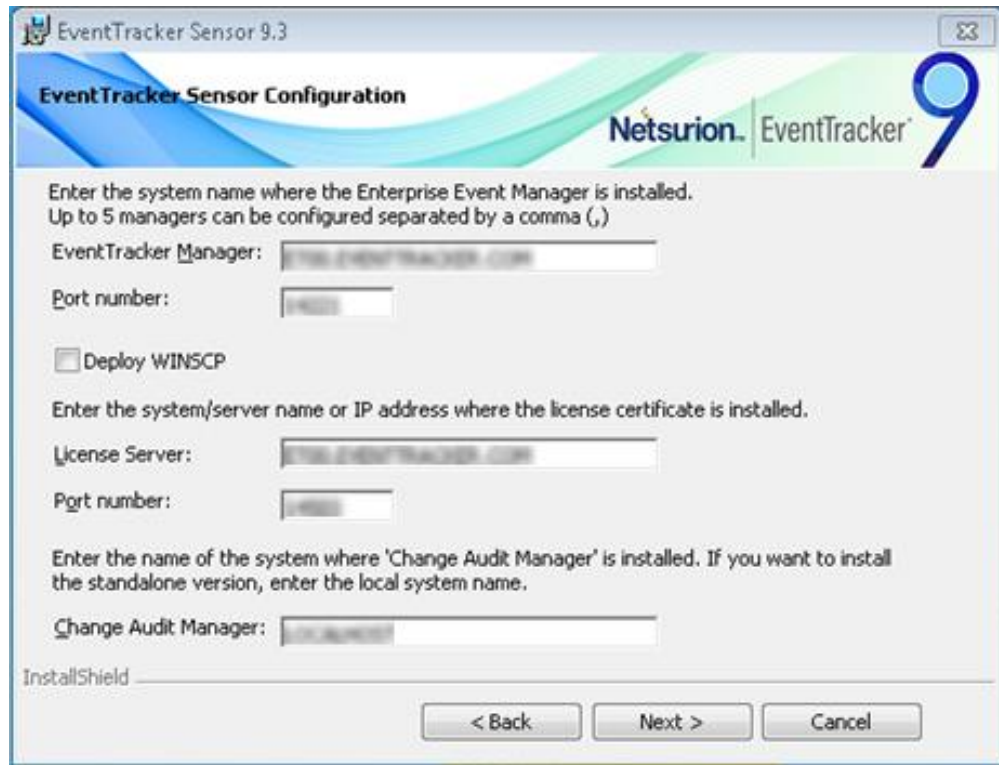 EventTracker Sensor 9.3
EventTracker Sensor Configuration
Netsurion. EventTracker 9
Enter the system name where the Enterprise Event Manager is installed.
Up to 5 managers can be configured separated by a comma (,)
EventTracker Manager:
Port number:
Deploy WINSCP
Enter the system/server name or IP address where the license certificate is installed.
License Server:
Port number:
Enter the name of the system where 'Change Audit Manager' is installed. If you want to install
the standalone version, enter the local system name.
Change Audit Manager:
InstallShield
< Back Next > Cancel